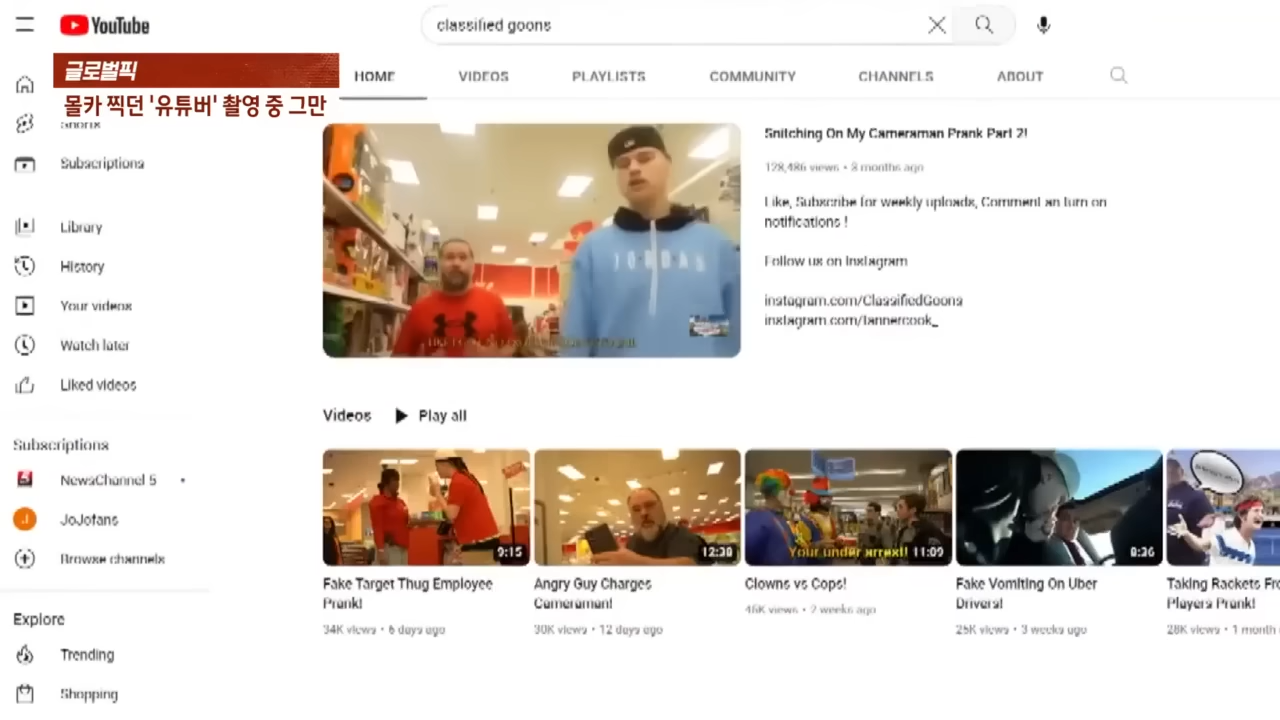 YouTube
classified goons
글로벌픽
몰카 찍던 '유튜버' 촬영 중 그만
HOME
VIDEOS
PLAYLISTS
COMMUNITY
CHANNELS
ABOUT
Shorts
Subscriptions
Library
History
Your videos
Watch later
Liked videos
Subscriptions
NewsChannel 5
JoJofans
Browse channels
Explore
Trending
Shopping
JORDAN
Snitching On My Cameraman Prank Part 2!
128,486 views • 3 months ago
Like, Subscribe for weekly uploads, Comment an turn on
notifications !
Follow us on Instagram
instagram.com/ClassifiedGoons
instagram.com/tannercook_
Videos
Play all
9:15
Fake Target Thug Employee
Prank!
34K views • 6 days ago
12:38
Angry Guy Charges
Cameraman!
30K views • 12 days ago
Your under arrest!
11:09
Clowns vs Cops!
46K views • 2 weeks ago
8:36
Fake Vomiting On Uber
Drivers!
25K views • 3 weeks ago
Taking Rackets
Players Prank!
28K views • 1 month